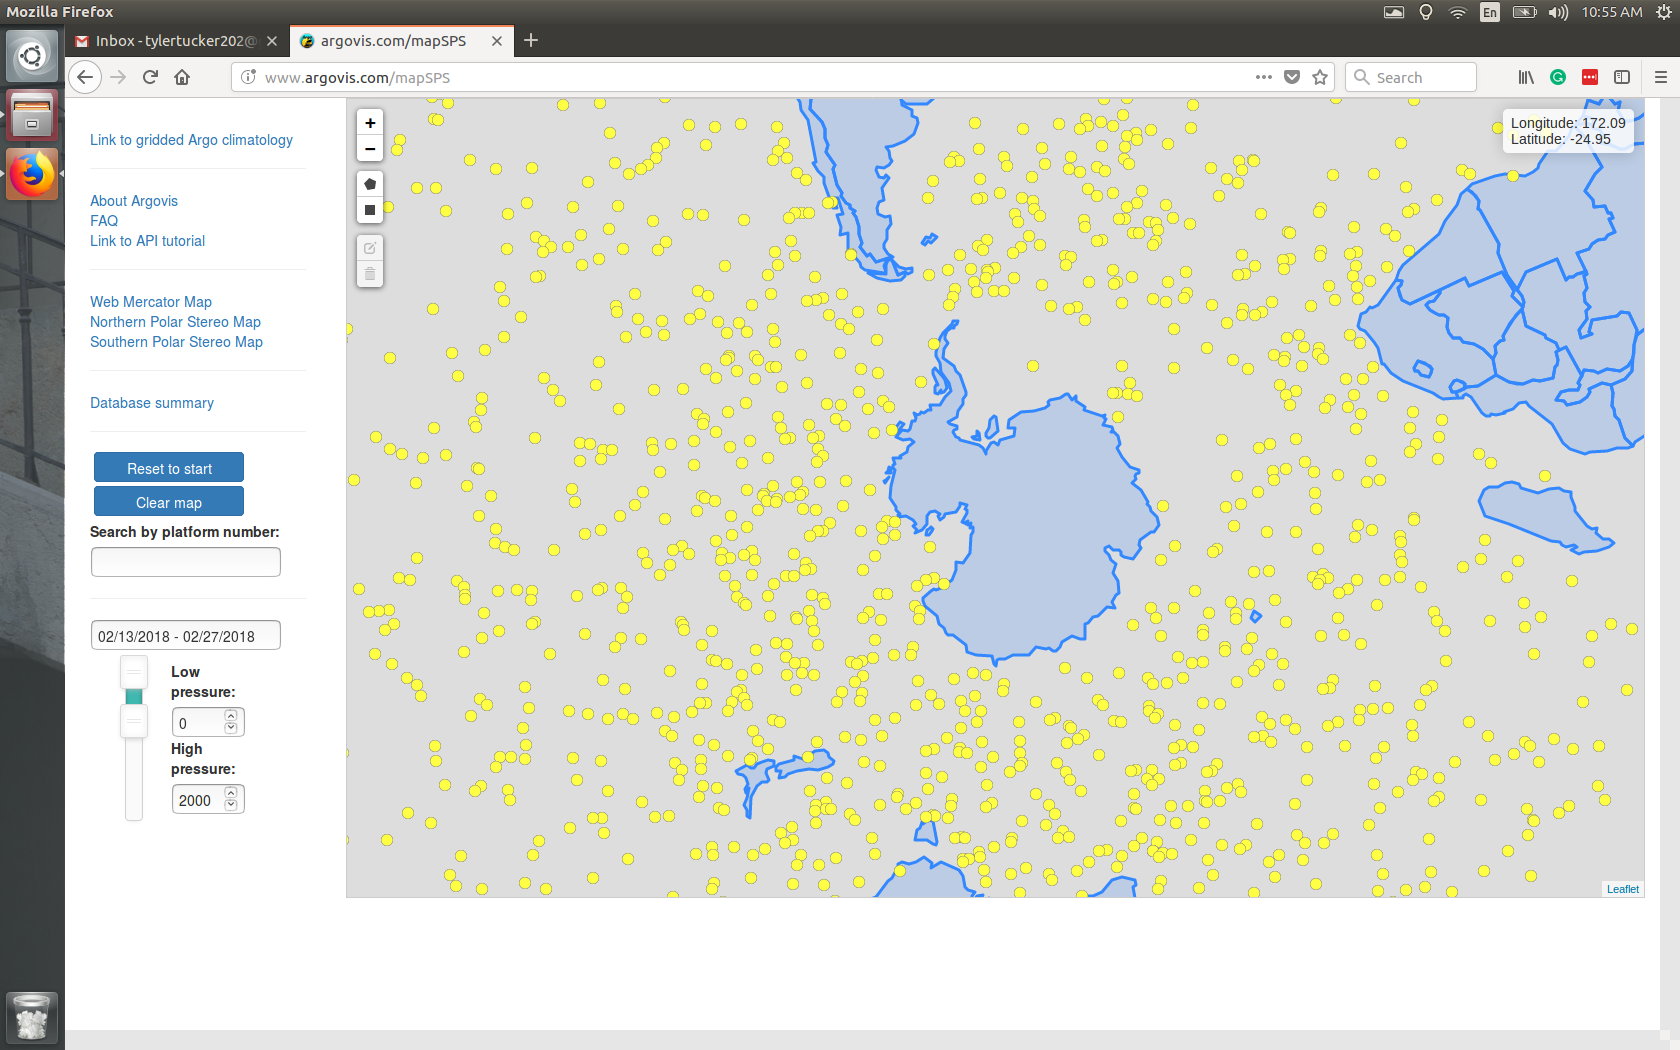 Mozilla Firefox
En
10:55 AM
Inbox - tylertucker202@
argovis.com/mapSPS
www.argovis.com/mapSPS
Search
Link to gridded Argo climatology
About Argovis
FAQ
Link to API tutorial
Web Mercator Map
Northern Polar Stereo Map
Southern Polar Stereo Map
Database summary
Reset to start
Clear map
Search by platform number:
02/13/2018 - 02/27/2018
Low
pressure:
0
High
pressure:
2000
+
−
Longitude: 172.09
Latitude: -24.95
Leaflet